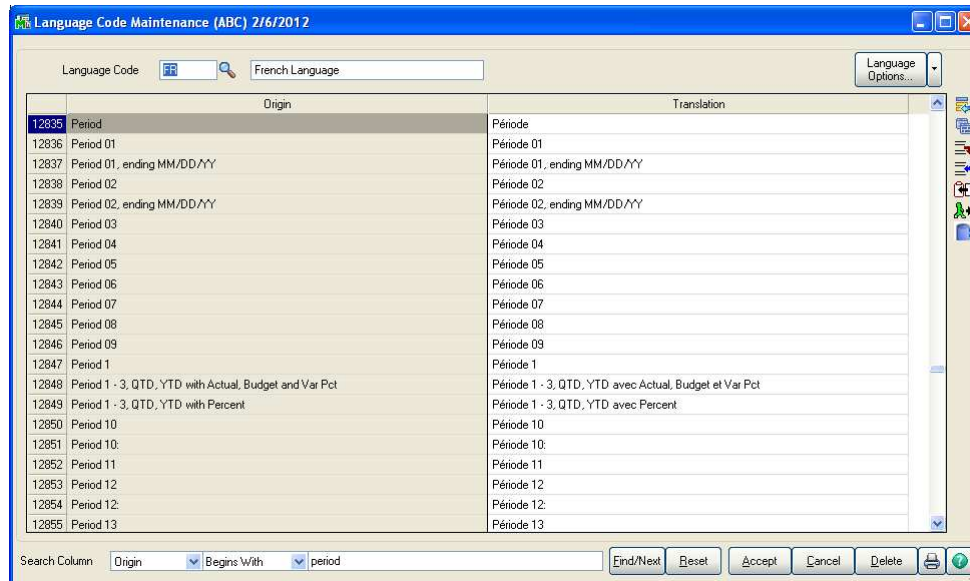 Language Code Maintenance (ABC) 2/6/2012
Language Code FR French Language Language Options...
Origin Translation
12835 Period Période
12836 Period 01 Période 01
12837 Period 01, ending MM/DD/YY Période 01, ending MM/DD/YY
12838 Period 02 Période 02
12839 Period 02, ending MM/DD/YY Période 02, ending MM/DD/YY
12840 Period 03 Période 03
12841 Period 04 Période 04
12842 Period 05 Période 05
12843 Period 06 Période 06
12844 Period 07 Période 07
12845 Period 08 Période 08
12846 Period 09 Période 09
12847 Period 1 Période 1
12848 Period 1 - 3, QTD, YTD with Actual, Budget and Var Pct Période 1 - 3, QTD, YTD avec Actual, Budget et Var Pct
12849 Period 1 - 3, QTD, YTD with Percent Période 1 - 3, QTD, YTD avec Percent
12850 Period 10 Période 10
12851 Period 10: Période 10:
12852 Period 11 Période 11
12853 Period 12 Période 12
12854 Period 12: Période 12:
12855 Period 13 Période 13
Search Column Origin Begins With period Find/Next Reset Accept Cancel Delete